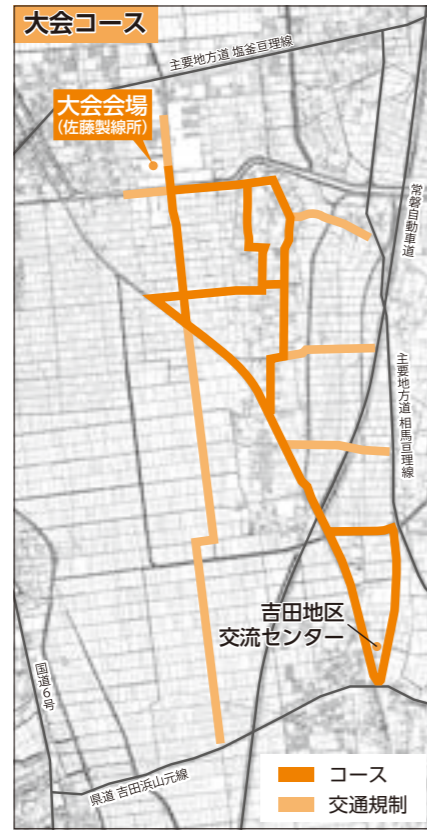 大会コース
主要地方道 塩釜亘理線
大会会場
(佐藤製線所)
常磐自動車道
主要地方道 相馬亘理線
吉田地区
交流センター
国道6号
県道 吉田浜山元線
コース
交通規制